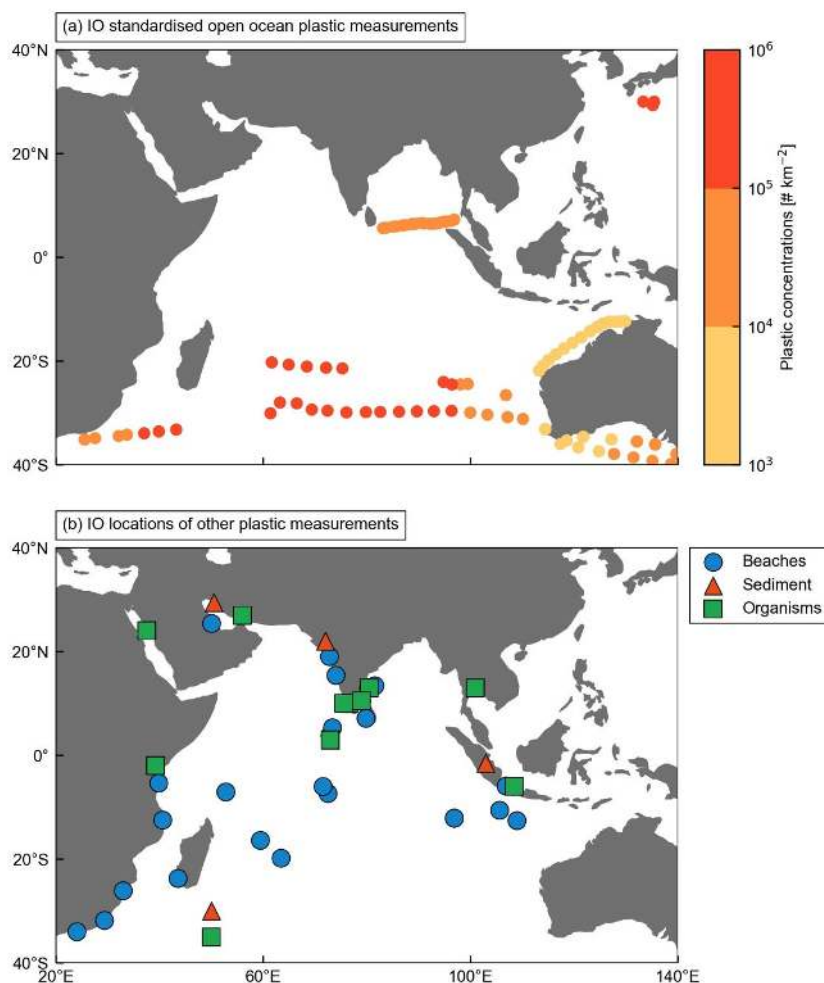 (a) IO standardised open ocean plastic measurements
40°N
20°N
0°
20°S
40°S
10⁶
10⁵
10⁴
10³
Plastic concentrations [# km⁻²]
(b) IO locations of other plastic measurements
40°N
20°N
0°
20°S
40°S
20°E
60°E
100°E
140°E
Beaches
Sediment
Organisms